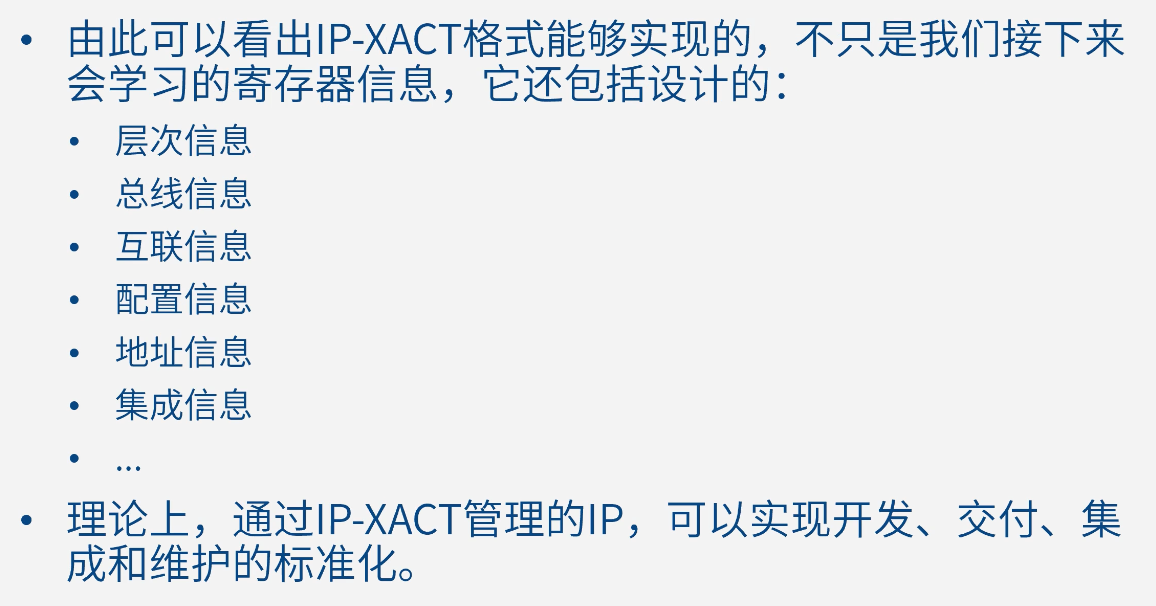 • 由此可以看出IP-XACT格式能够实现的，不只是我们接下来
会学习的寄存器信息，它还包括设计的：
• 层次信息
• 总线信息
• 互联信息
• 配置信息
• 地址信息
• 集成信息
• ...
• 理论上，通过IP-XACT管理的IP，可以实现开发、交付、集
成和维护的标准化。